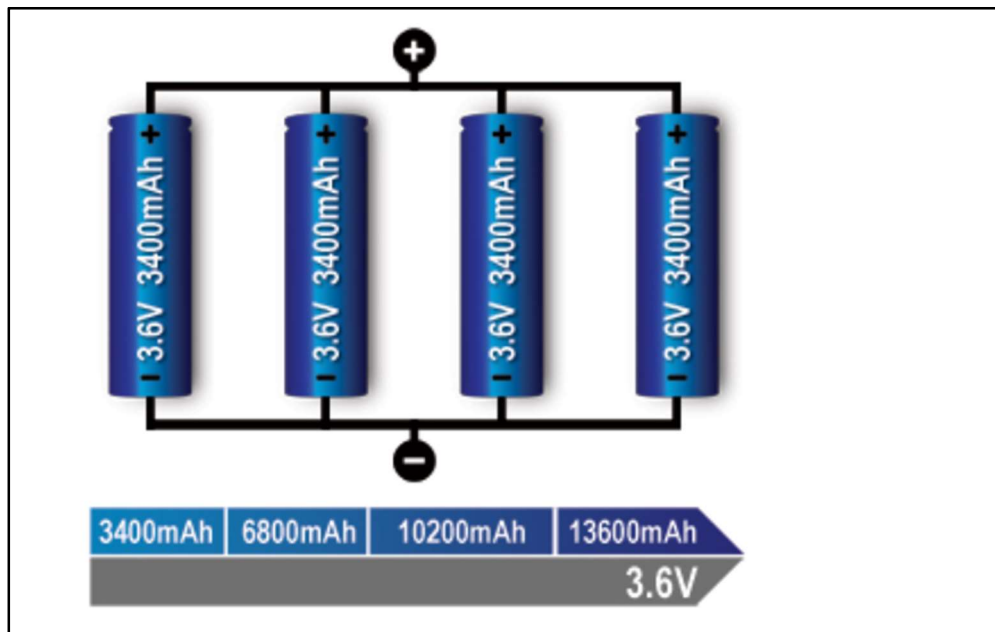 +
+ + + +
3.6V 3400mAh
3.6V 3400mAh
3.6V 3400mAh
3.6V 3400mAh
− − − −
−
3400mAh 6800mAh 10200mAh 13600mAh
3.6V